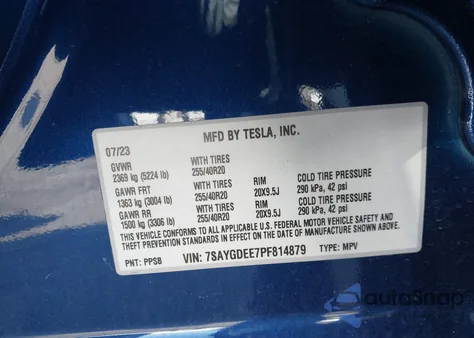 MFD BY TESLA, INC.
07/23
GVWR WITH TIRES
2369 kg (5224 lb) 255/40R20
GAWR FRT WITH TIRES RIM COLD TIRE PRESSURE
1363 kg (3004 lb) 255/40R20 20X9.5J 290 kPa, 42 psi
GAWR RR WITH TIRES RIM COLD TIRE PRESSURE
1500 kg (3306 lb) 255/40R20 20X9.5J 290 kPa, 42 psi
THIS VEHICLE CONFORMS TO ALL APPLICABLE U.S. FEDERAL MOTOR VEHICLE SAFETY AND
THEFT PREVENTION STANDARDS IN EFFECT ON THE DATE OF MANUFACTURE SHOWN ABOVE.
PNT: PPSB VIN: 7SAYGDEE7PF814879 TYPE: MPV
autoSnap